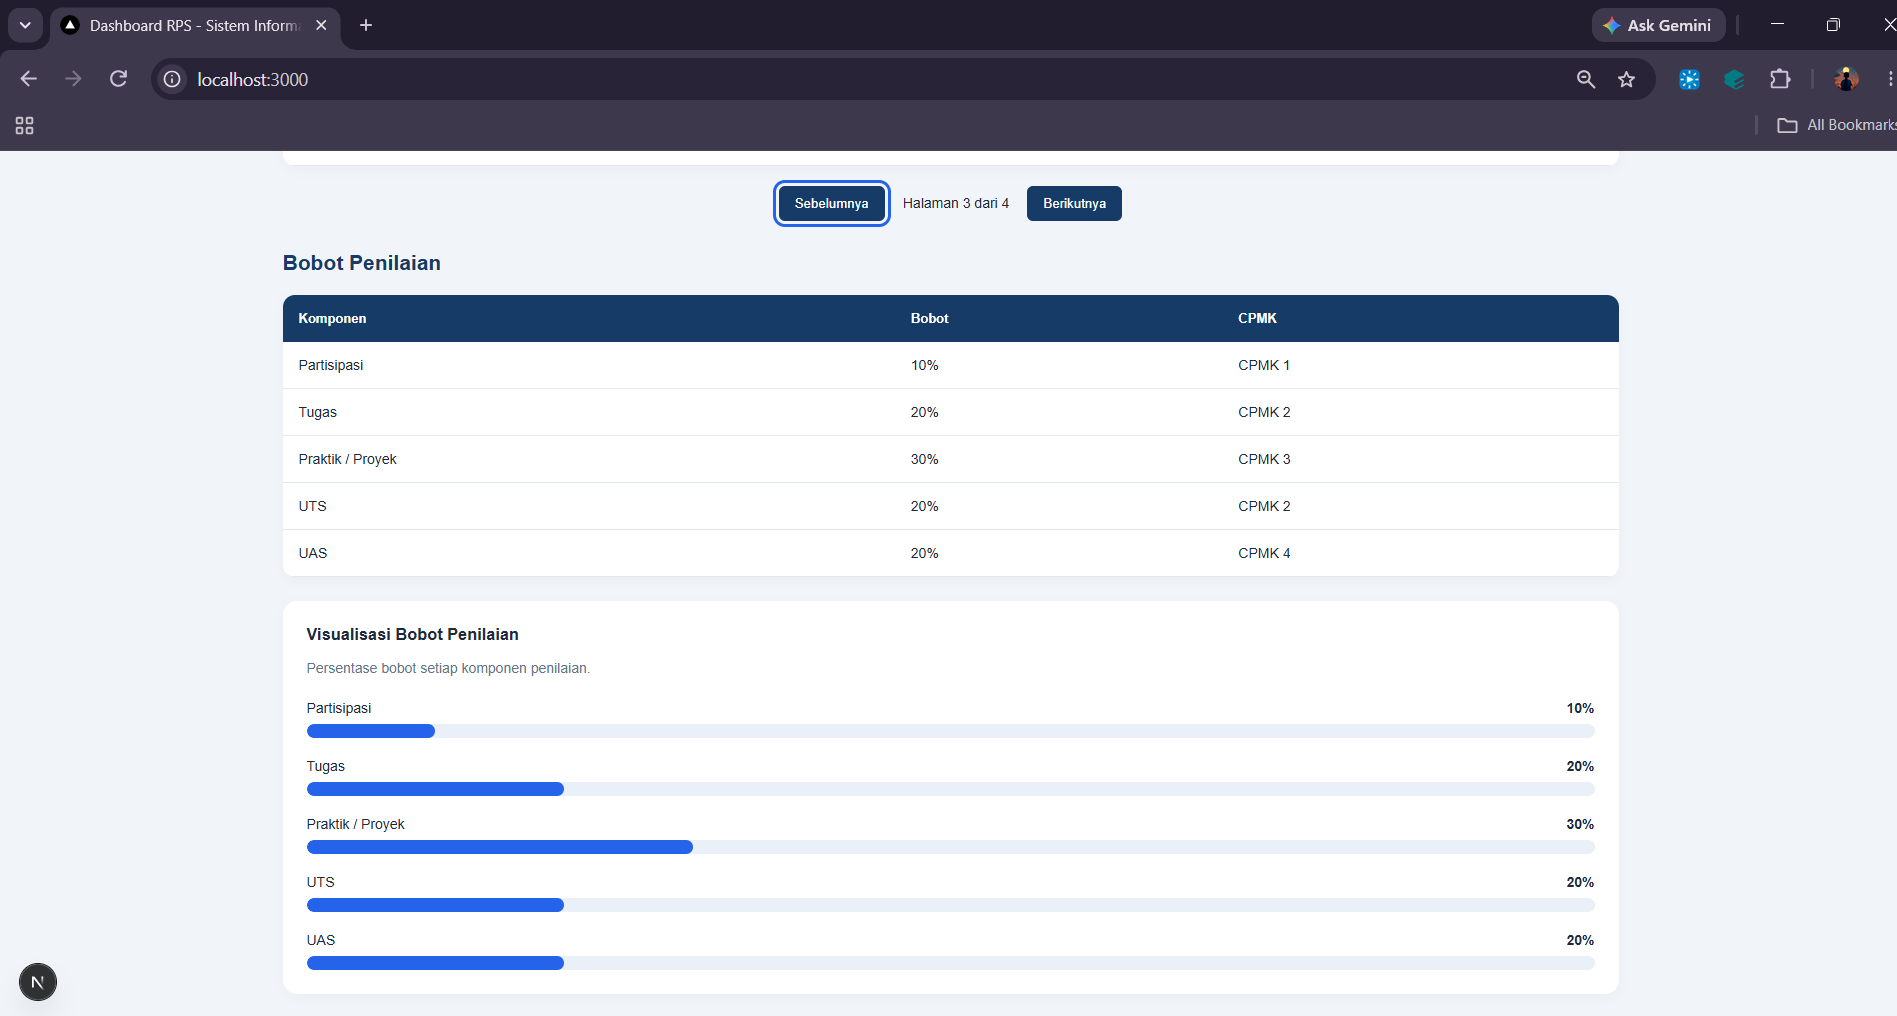 Dashboard RPS - Sistem Informa
Ask Gemini
localhost:3000
All Bookmarks
Sebelumnya Halaman 3 dari 4 Berikutnya
Bobot Penilaian
Komponen Bobot CPMK
Partisipasi 10% CPMK 1
Tugas 20% CPMK 2
Praktik / Proyek 30% CPMK 3
UTS 20% CPMK 2
UAS 20% CPMK 4
Visualisasi Bobot Penilaian
Persentase bobot setiap komponen penilaian.
Partisipasi 10%
Tugas 20%
Praktik / Proyek 30%
UTS 20%
UAS 20%
N